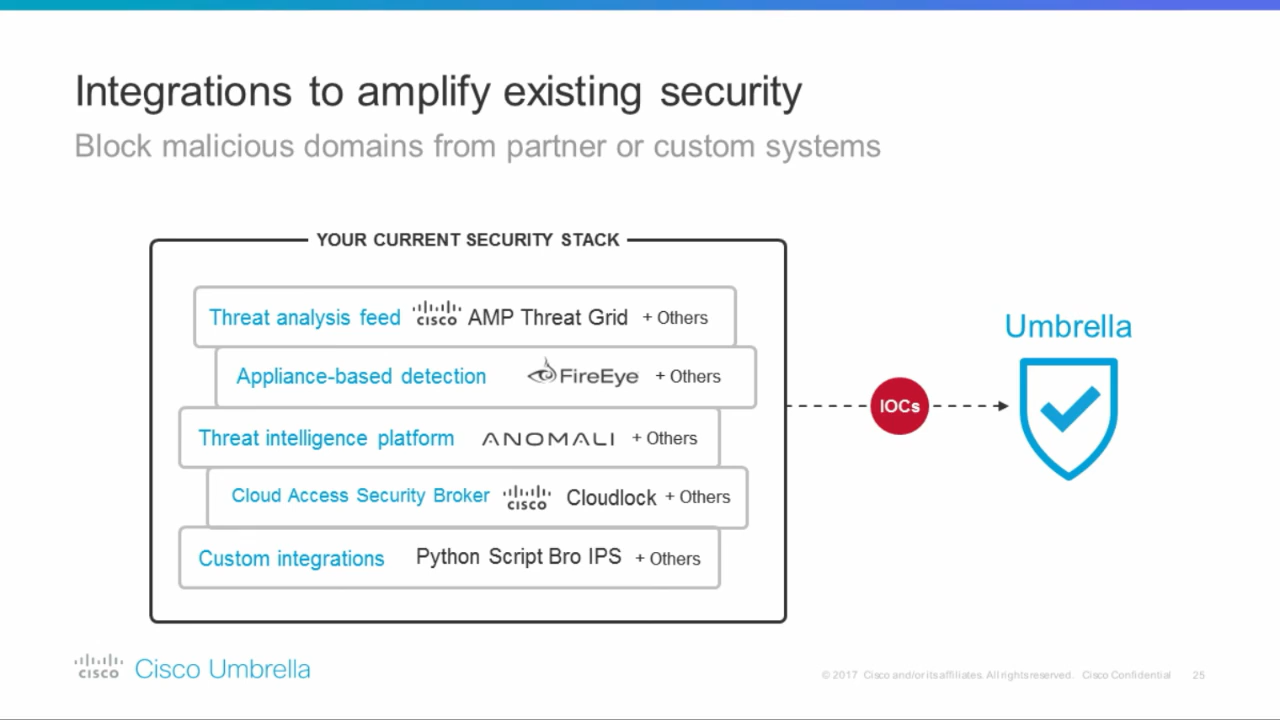 Integrations to amplify existing security
Block malicious domains from partner or custom systems
YOUR CURRENT SECURITY STACK
Threat analysis feed CISCO AMP Threat Grid + Others
Appliance-based detection FireEye + Others
Threat intelligence platform ANOMALI + Others
Cloud Access Security Broker CISCO Cloudlock + Others
Custom integrations Python Script Bro IPS + Others
IOCs
Umbrella
CISCO Cisco Umbrella
© 2017 Cisco and/or its affiliates. All rights reserved. Cisco Confidential 25